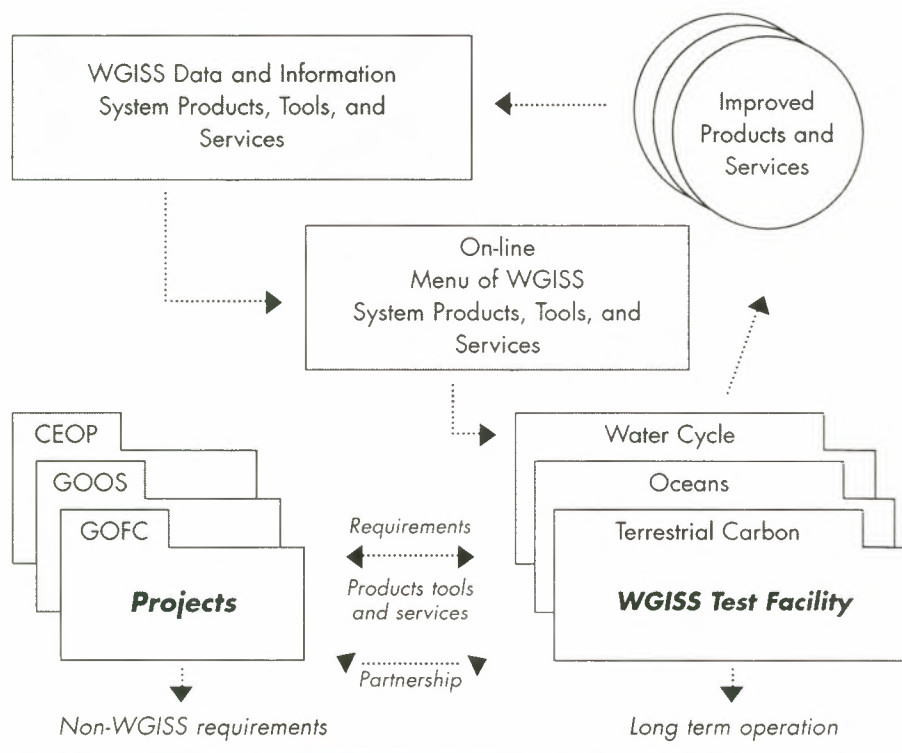 WGISS Data and Information
System Products, Tools, and
Services
Improved
Products and
Services
On-line
Menu of WGISS
System Products, Tools, and
Services
CEOP
GOOS
GOFC
Projects
Requirements
Products tools
and services
Partnership
Water Cycle
Oceans
Terrestrial Carbon
WGISS Test Facility
Non-WGISS requirements
Long term operation